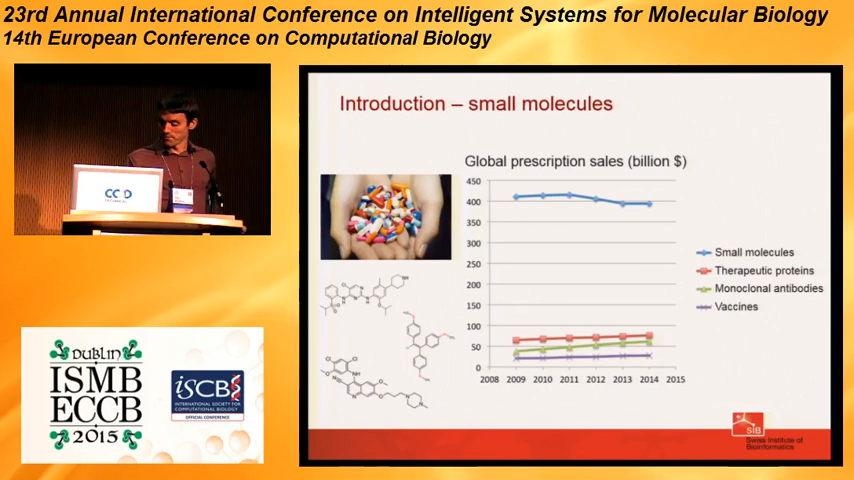 23rd Annual International Conference on Intelligent Systems for Molecular Biology
14th European Conference on Computational Biology
Introduction – small molecules
Global prescription sales (billion $)
450
400
350
300
250
200
150
100
50
0
2008 2009 2010 2011 2012 2013 2014 2015
Small molecules
Therapeutic proteins
Monoclonal antibodies
Vaccines
SIB
Swiss Institute of
Bioinformatics
DUBLIN
ISMB
ECCB
2015
iSCB
INTERNATIONAL SOCIETY FOR
COMPUTATIONAL BIOLOGY
OFFICIAL CONFERENCE